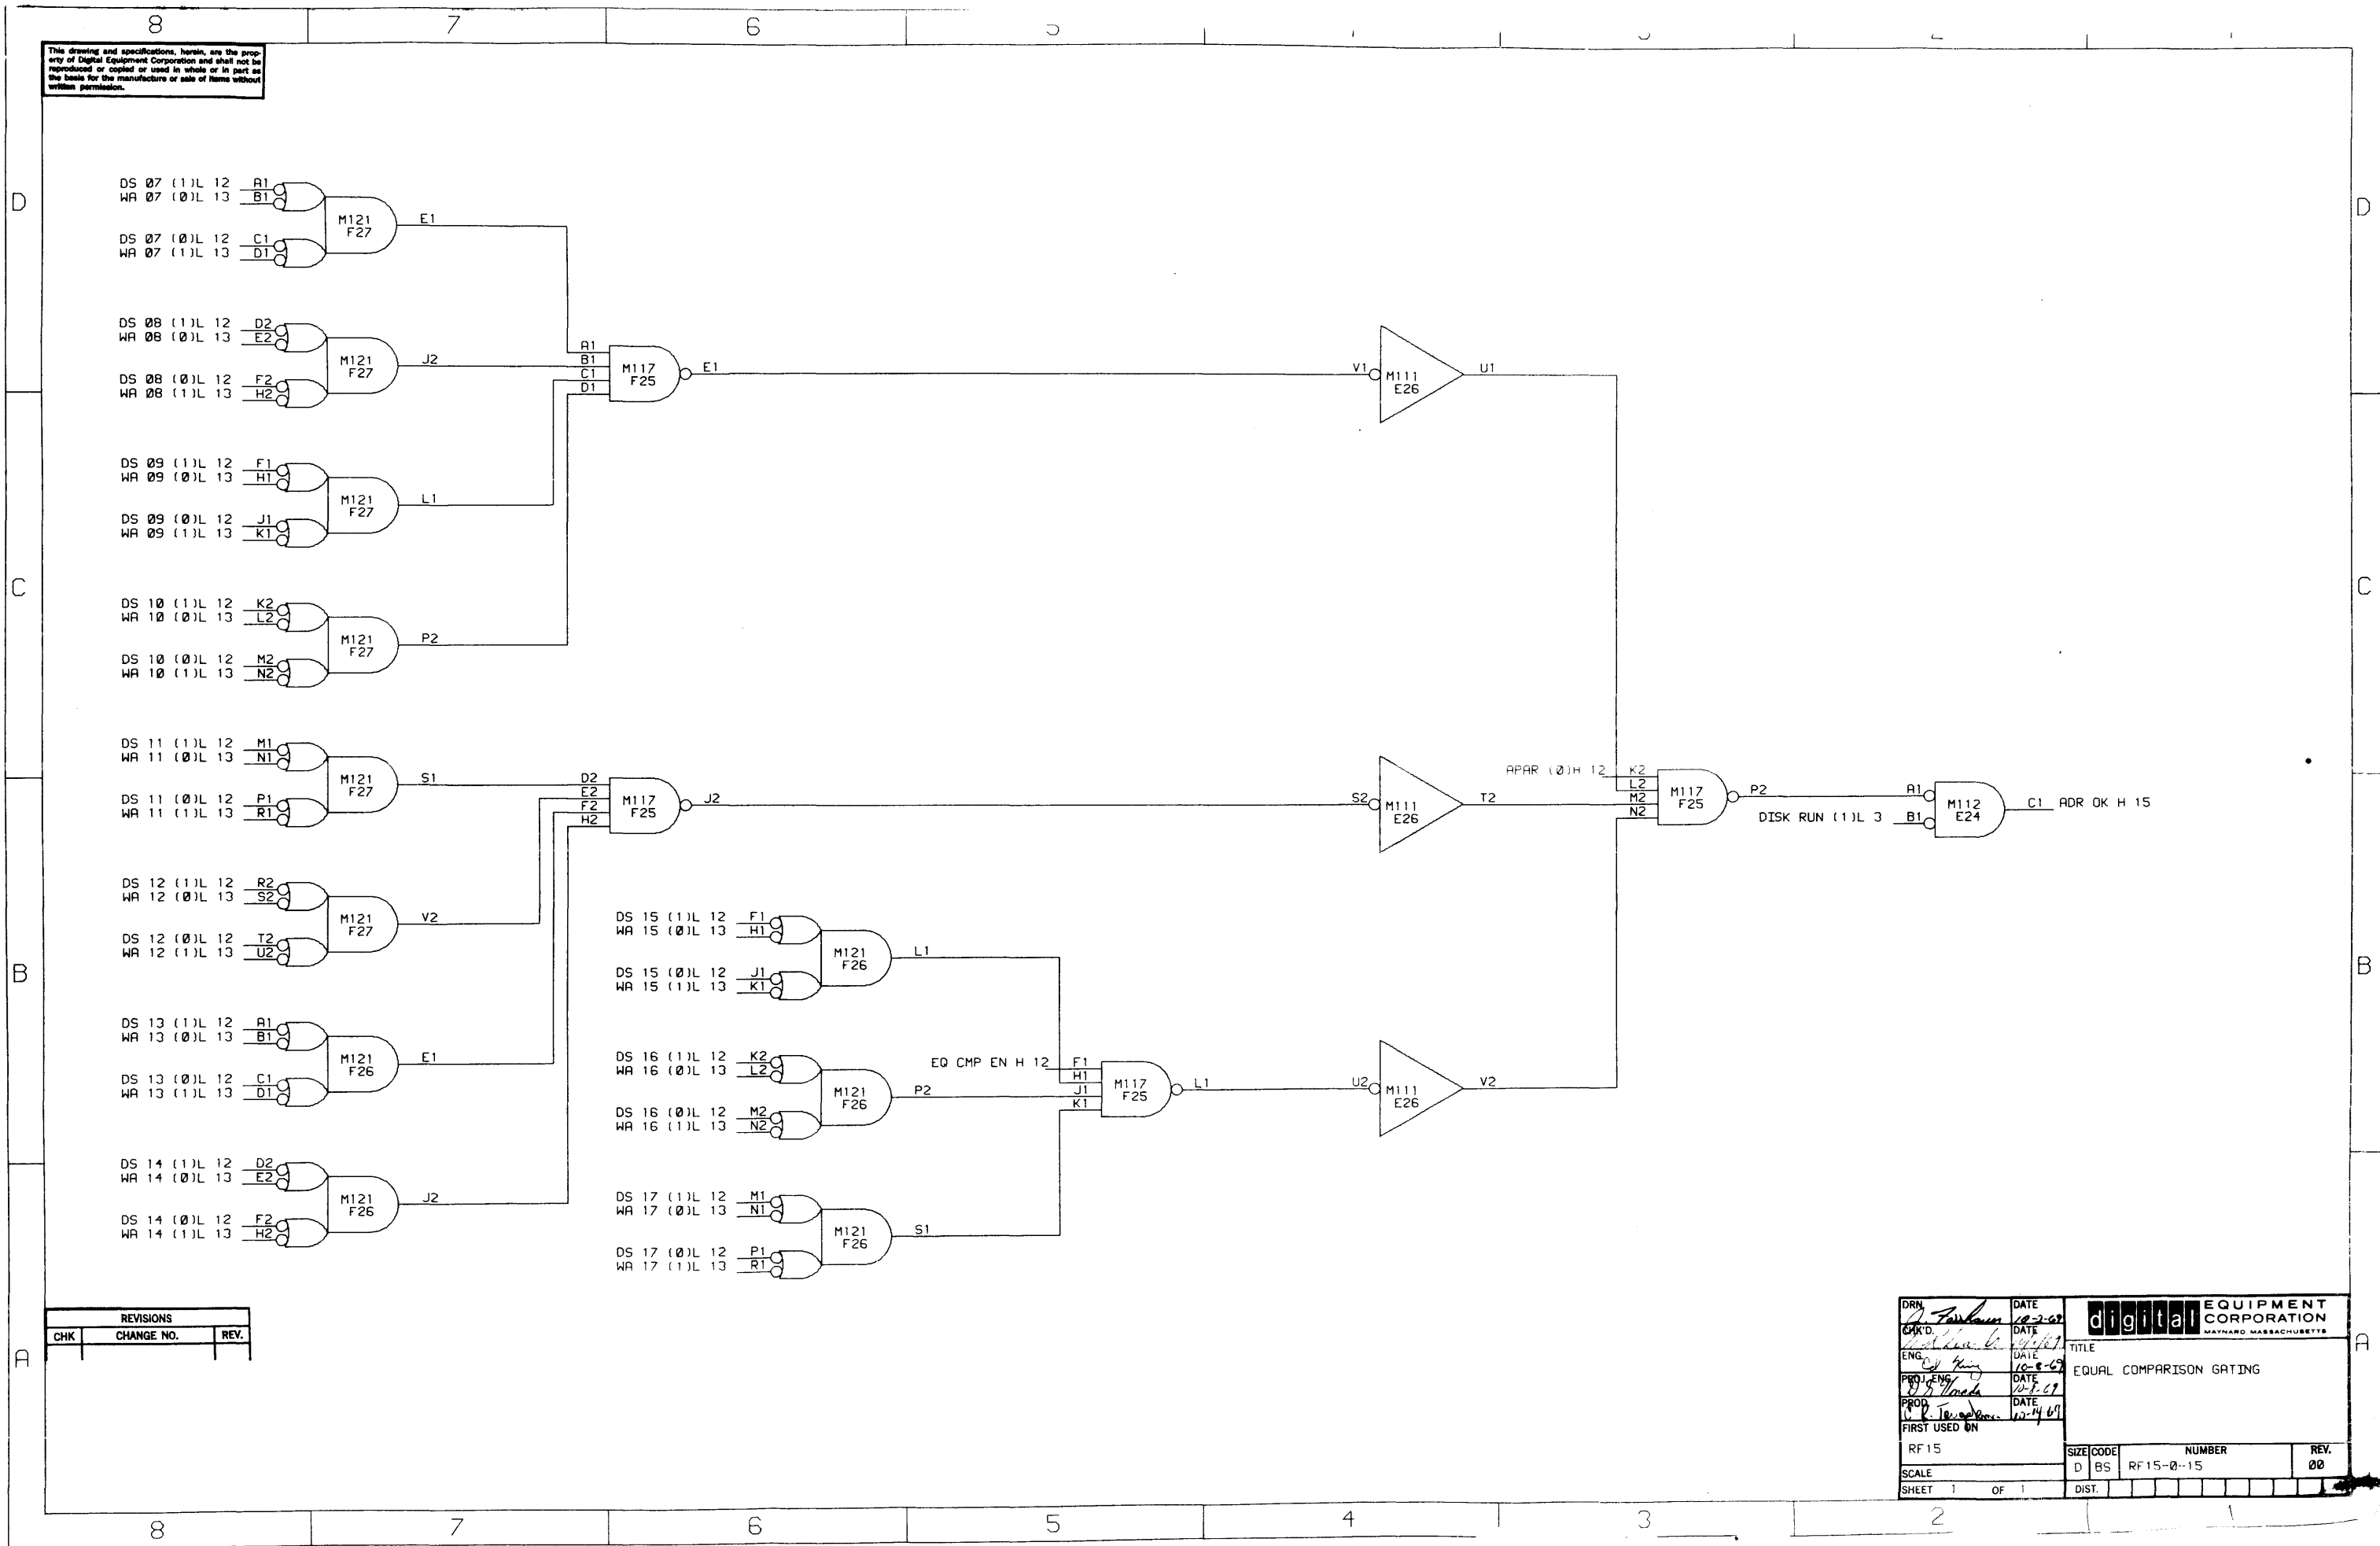 8 7 6
This drawing and specifications, herein, are the prop-
erty of Digital Equipment Corporation and shall not be
reproduced or copied or used in whole or in part as
the basis for the manufacture or sale of items without
written permission.
D D
DS 07 (1)L 12 A1
WA 07 (0)L 13 B1
M121
F27
E1
DS 07 (0)L 12 C1
WA 07 (1)L 13 D1
DS 08 (1)L 12 D2
WA 08 (0)L 13 E2
M121
F27
J2
DS 08 (0)L 12 F2
WA 08 (1)L 13 H2
A1
B1
C1
D1
M117
F25
E1
V1
M111
E26
U1
DS 09 (1)L 12 F1
WA 09 (0)L 13 H1
M121
F27
L1
DS 09 (0)L 12 J1
WA 09 (1)L 13 K1
C C
DS 10 (1)L 12 K2
WA 10 (0)L 13 L2
M121
F27
P2
DS 10 (0)L 12 M2
WA 10 (1)L 13 N2
DS 11 (1)L 12 M1
WA 11 (0)L 13 N1
M121
F27
S1
DS 11 (0)L 12 P1
WA 11 (1)L 13 R1
D2
E2
F2
H2
M117
F25
J2
S2
M111
E26
T2
APAR (0)H 12 K2
L2
M2
N2
M117
F25
P2
A1
DISK RUN (1)L 3 B1
M112
E24
C1 ADR OK H 15
DS 12 (1)L 12 R2
WA 12 (0)L 13 S2
M121
F27
V2
DS 12 (0)L 12 T2
WA 12 (1)L 13 U2
DS 15 (1)L 12 F1
WA 15 (0)L 13 H1
M121
F26
L1
DS 15 (0)L 12 J1
WA 15 (1)L 13 K1
B B
DS 13 (1)L 12 A1
WA 13 (0)L 13 B1
M121
F26
E1
DS 13 (0)L 12 C1
WA 13 (1)L 13 D1
DS 16 (1)L 12 K2
WA 16 (0)L 13 L2
M121
F26
P2
DS 16 (0)L 12 M2
WA 16 (1)L 13 N2
EQ CMP EN H 12 F1
H1
J1
K1
M117
F25
L1
U2
M111
E26
V2
DS 14 (1)L 12 D2
WA 14 (0)L 13 E2
M121
F26
J2
DS 14 (0)L 12 F2
WA 14 (1)L 13 H2
DS 17 (1)L 12 M1
WA 17 (0)L 13 N1
M121
F26
S1
DS 17 (0)L 12 P1
WA 17 (1)L 13 R1
REVISIONS
CHK CHANGE NO. REV.
A A
DRN. DATE
10-2-69
CHK'D. DATE
ENG. Ed King DATE
10-8-69
PROJ. ENG. DATE
10-8-69
PROD. DATE
10-14-69
FIRST USED ON
RF15
SCALE
SHEET 1 OF 1
digital EQUIPMENT
CORPORATION
MAYNARD MASSACHUSETTS
TITLE
EQUAL COMPARISON GATING
SIZE CODE NUMBER REV.
D BS RF15-0-15 00
DIST.
8 7 6 5 4 3 2 1